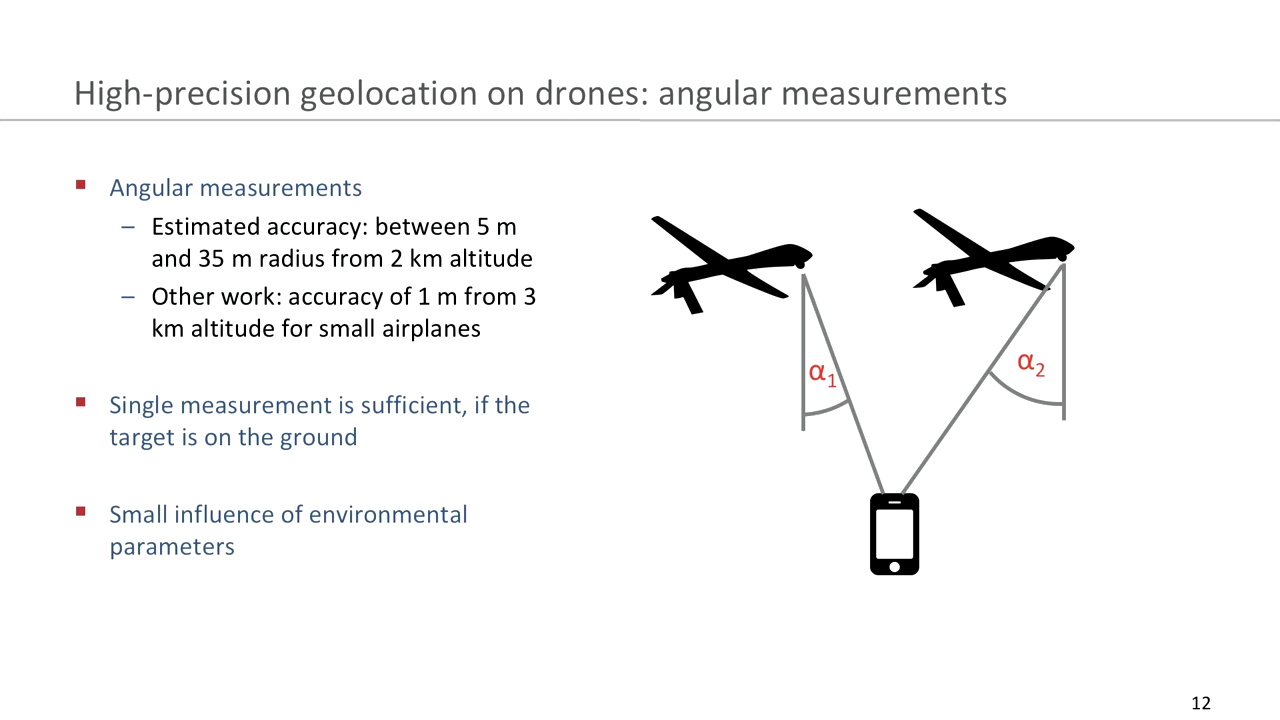 High-precision geolocation on drones: angular measurements
▪ Angular measurements
– Estimated accuracy: between 5 m
and 35 m radius from 2 km altitude
– Other work: accuracy of 1 m from 3
km altitude for small airplanes
▪ Single measurement is sufficient, if the
target is on the ground
▪ Small influence of environmental
parameters
α₁
α₂
12